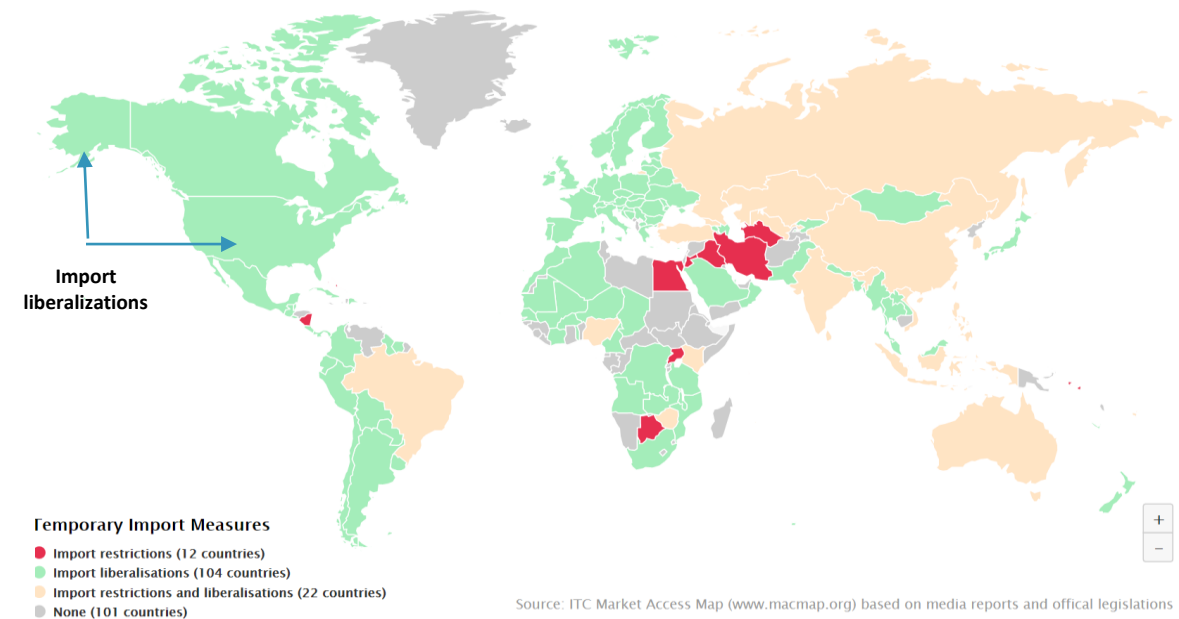 Import
liberalizations
Temporary Import Measures
Import restrictions (12 countries)
Import liberalisations (104 countries)
Import restrictions and liberalisations (22 countries)
None (101 countries)
+
−
Source: ITC Market Access Map (www.macmap.org) based on media reports and offical legislations